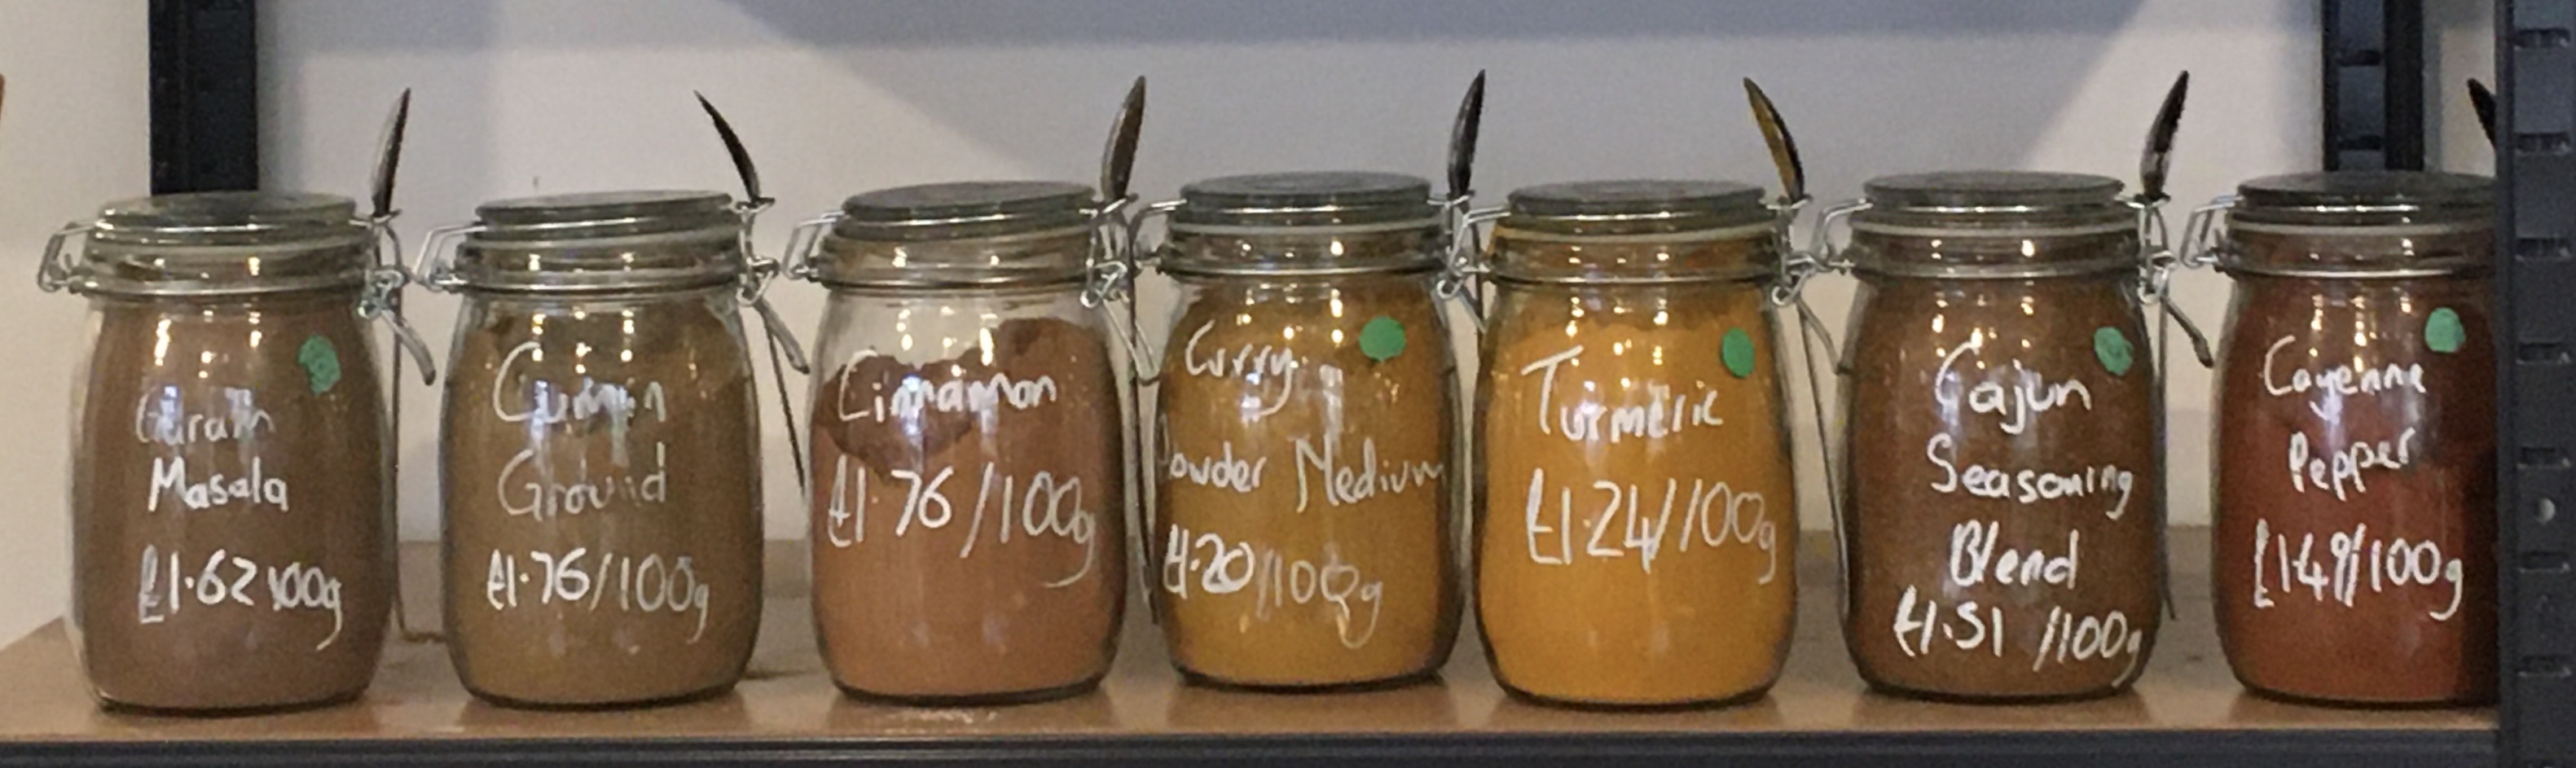 Garam
Masala
£1.62 100g
Cumin
Ground
£1.76/100g
Cinnamon
£1.76/100g
Curry
Powder Medium
£1.20/100g
Turmeric
£1.24/100g
Cajun
Seasoning
Blend
£1.51/100g
Cayenne
Pepper
£1.49/100g